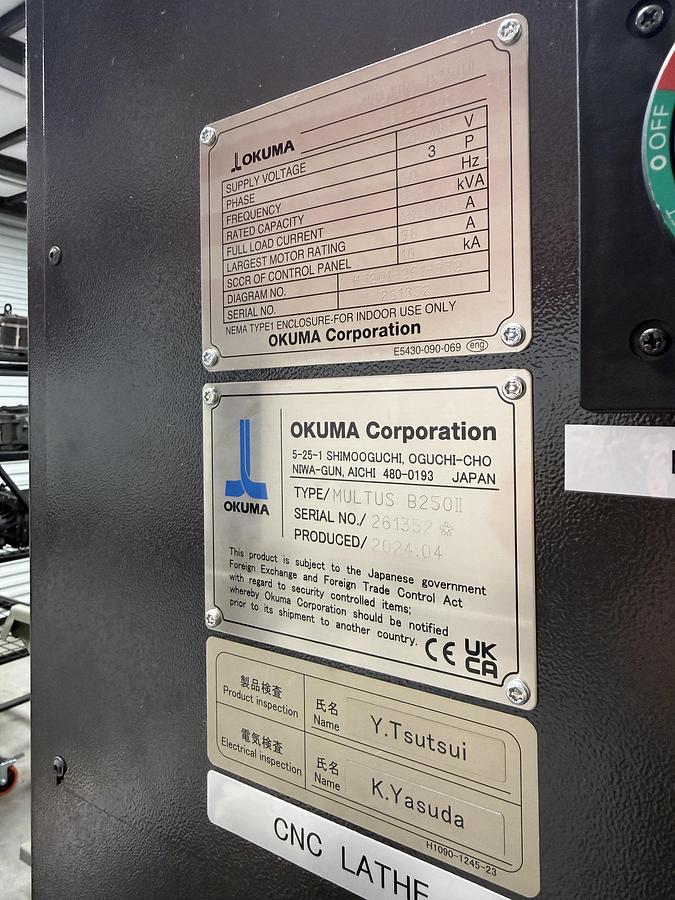 OKUMA
SUPPLY VOLTAGE V
PHASE 3 P
FREQUENCY Hz
RATED CAPACITY kVA
FULL LOAD CURRENT A
LARGEST MOTOR RATING A
SCCR OF CONTROL PANEL 10 kA
DIAGRAM NO.
SERIAL NO. 261352
NEMA TYPE1 ENCLOSURE-FOR INDOOR USE ONLY
OKUMA Corporation
E5430-090-069 eng
OKUMA
OKUMA Corporation
5-25-1 SHIMOOGUCHI, OGUCHI-CHO
NIWA-GUN, AICHI 480-0193 JAPAN
TYPE/ MULTUS B250II
SERIAL NO./ 261352
PRODUCED/ 2024.04
This product is subject to the Japanese government
Foreign Exchange and Foreign Trade Control Act
with regard to security controlled items;
whereby Okuma Corporation should be notified
prior to its shipment to another country.
CE UK
CA
製品検査 氏名
Product inspection Name Y.Tsutsui
電気検査 氏名
Electrical inspection Name K.Yasuda
H1090-1245-23
CNC LATHE
O OFF